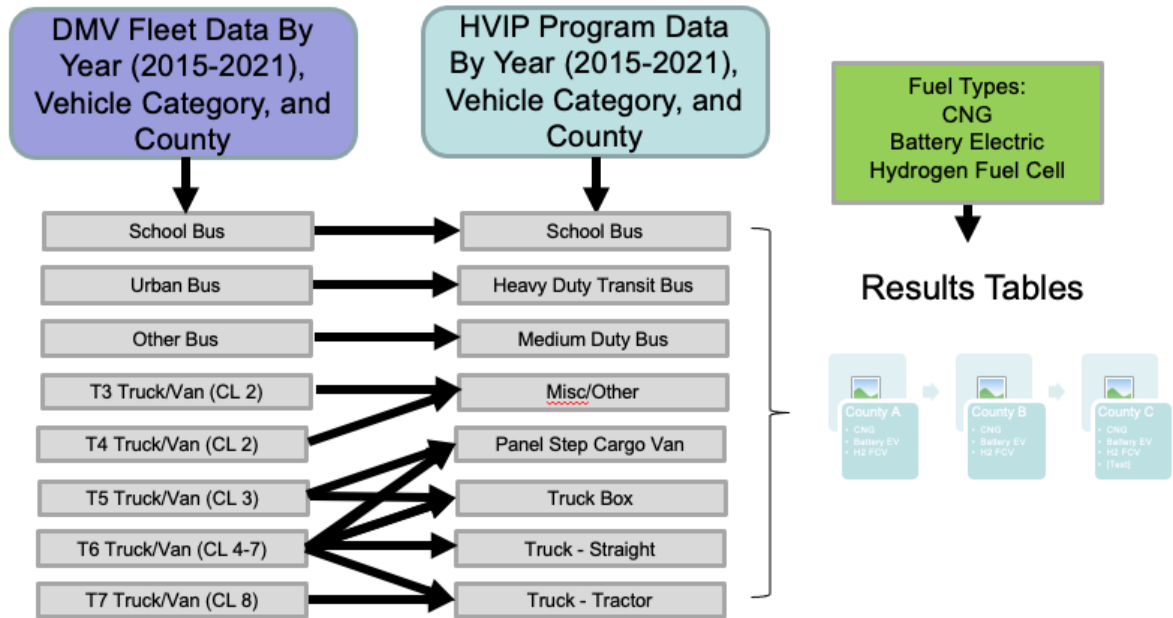 DMV Fleet Data By
Year (2015-2021),
Vehicle Category, and
County
HVIP Program Data
By Year (2015-2021),
Vehicle Category, and
County
Fuel Types:
CNG
Battery Electric
Hydrogen Fuel Cell
School Bus
Urban Bus
Other Bus
T3 Truck/Van (CL 2)
T4 Truck/Van (CL 2)
T5 Truck/Van (CL 3)
T6 Truck/Van (CL 4-7)
T7 Truck/Van (CL 8)
School Bus
Heavy Duty Transit Bus
Medium Duty Bus
Misc/Other
Panel Step Cargo Van
Truck Box
Truck - Straight
Truck - Tractor
Results Tables
County A
• CNG
• Battery EV
• H2 FCV
County B
• CNG
• Battery EV
• H2 FCV
County C
• CNG
• Battery EV
• H2 FCV
• [Text]